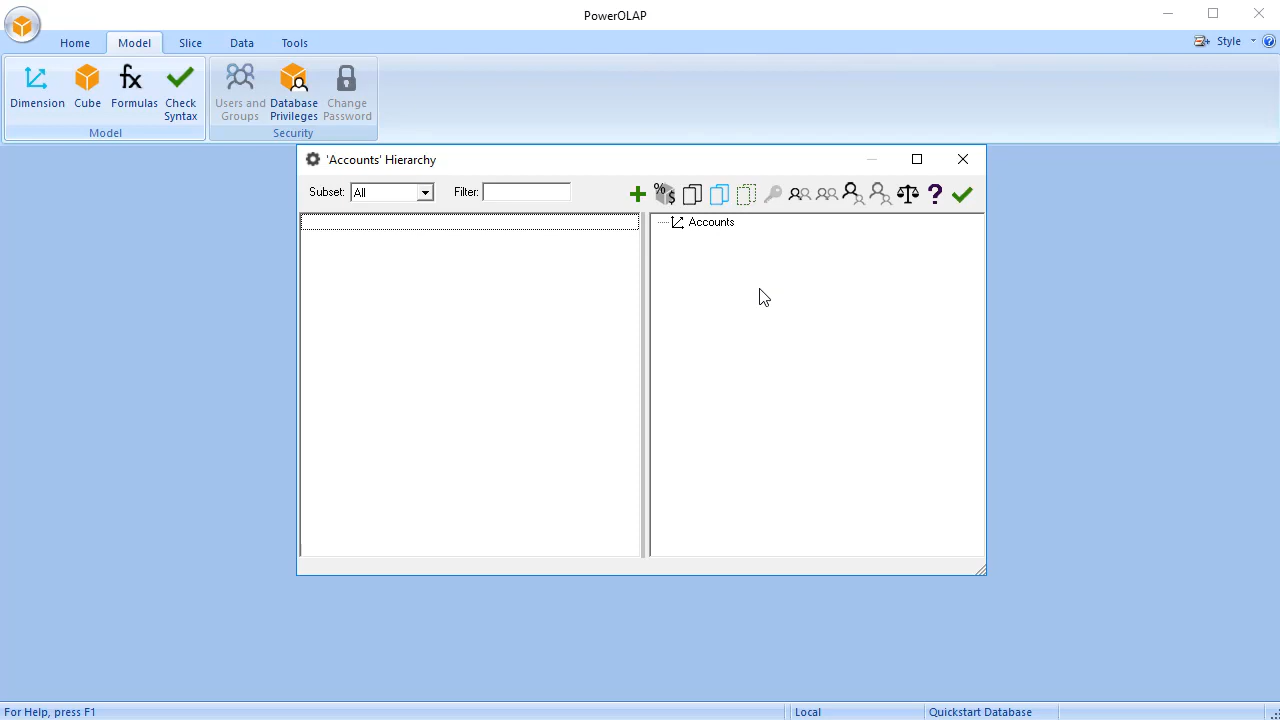 PowerOLAP
Home Model Slice Data Tools Style
Dimension Cube Formulas Check Syntax Users and Groups Database Privileges Change Password
Model Security
'Accounts' Hierarchy
Subset: All Filter:
Accounts
For Help, press F1 Local Quickstart Database